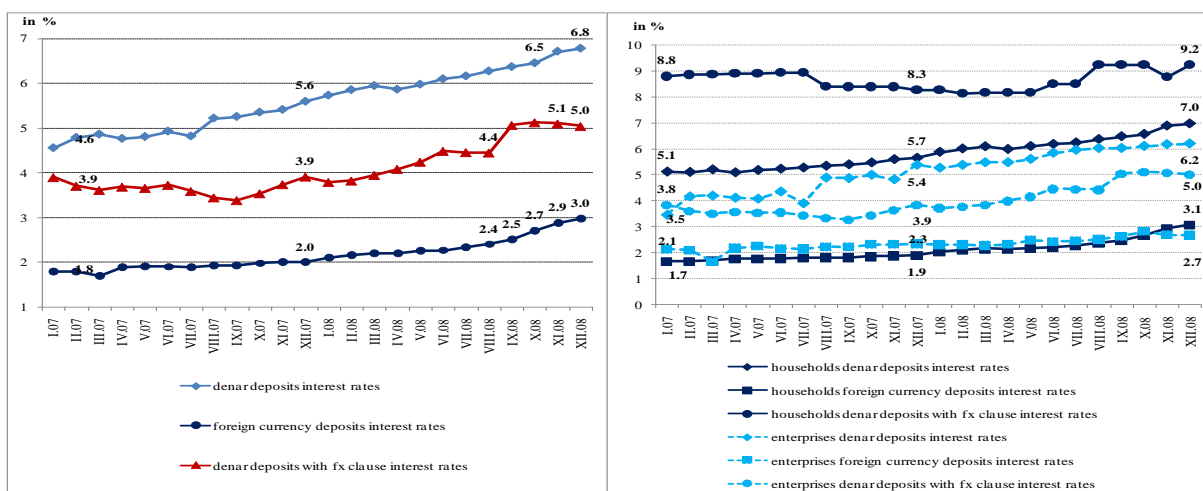 in %
7
6
5
4
3
2
1
4.6
5.6
6.5
6.8
3.9
3.9
4.4
5.1
5.0
1.8
2.0
2.4
2.5
2.7
2.9
3.0
I.07
II.07
III.07
IV.07
V.07
VI.07
VII.07
VIII.07
IX.07
X.07
XI.07
XII.07
I.08
II.08
III.08
IV.08
V.08
VI.08
VII.08
VIII.08
IX.08
X.08
XI.08
XII.08
denar deposits interest rates
foreign currency deposits interest rates
denar deposits with fx clause interest rates
in %
10
9
8
7
6
5
4
3
2
1
0
8.8
8.3
9.2
5.1
5.7
7.0
3.8
5.4
6.2
3.5
3.9
5.0
2.1
2.3
3.1
1.7
1.9
2.7
I.07
II.07
III.07
IV.07
V.07
VI.07
VII.07
VIII.07
IX.07
X.07
XI.07
XII.07
I.08
II.08
III.08
IV.08
V.08
VI.08
VII.08
VIII.08
IX.08
X.08
XI.08
XII.08
households denar deposits interest rates
households foreign currency deposits interest rates
households denar deposits with fx clause interest rates
enterprises denar deposits interest rates
enterprises foreign currency deposits interest rates
enterprises denar deposits with fx clause interest rates